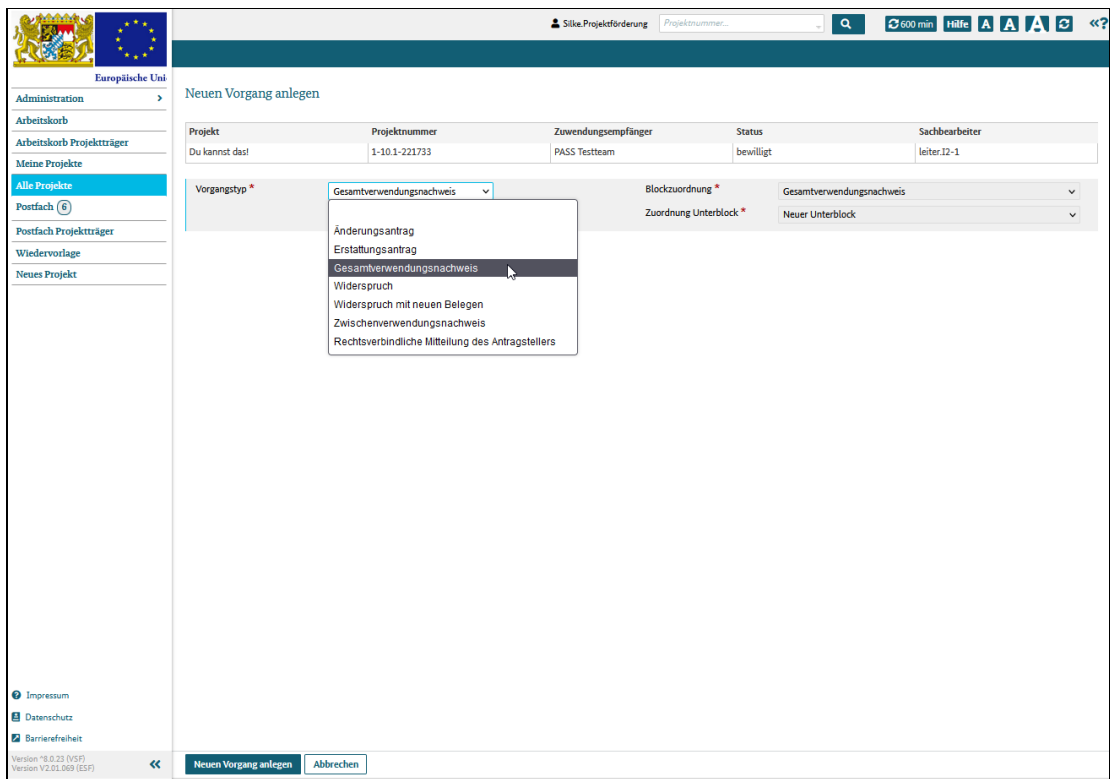 Silke.Projektförderung Projektnummer... 600 min Hilfe A A A «?
Europäische Uni
Administration
Arbeitskorb
Arbeitskorb Projektträger
Meine Projekte
Alle Projekte
Postfach 6
Postfach Projektträger
Wiedervorlage
Neues Projekt
Neuen Vorgang anlegen
Projekt Projektnummer Zuwendungsempfänger Status Sachbearbeiter
Du kannst das! 1-10.1-221733 PASS Testteam bewilligt leiter.I2-1
Vorgangstyp * Gesamtverwendungsnachweis Blockzuordnung * Gesamtverwendungsnachweis
Zuordnung Unterblock * Neuer Unterblock
Änderungsantrag
Erstattungsantrag
Gesamtverwendungsnachweis
Widerspruch
Widerspruch mit neuen Belegen
Zwischenverwendungsnachweis
Rechtsverbindliche Mitteilung des Antragstellers
Impressum
Datenschutz
Barrierefreiheit
Version *8.0.23 (VSF)
Version V2.01.069 (ESF)
Neuen Vorgang anlegen Abbrechen